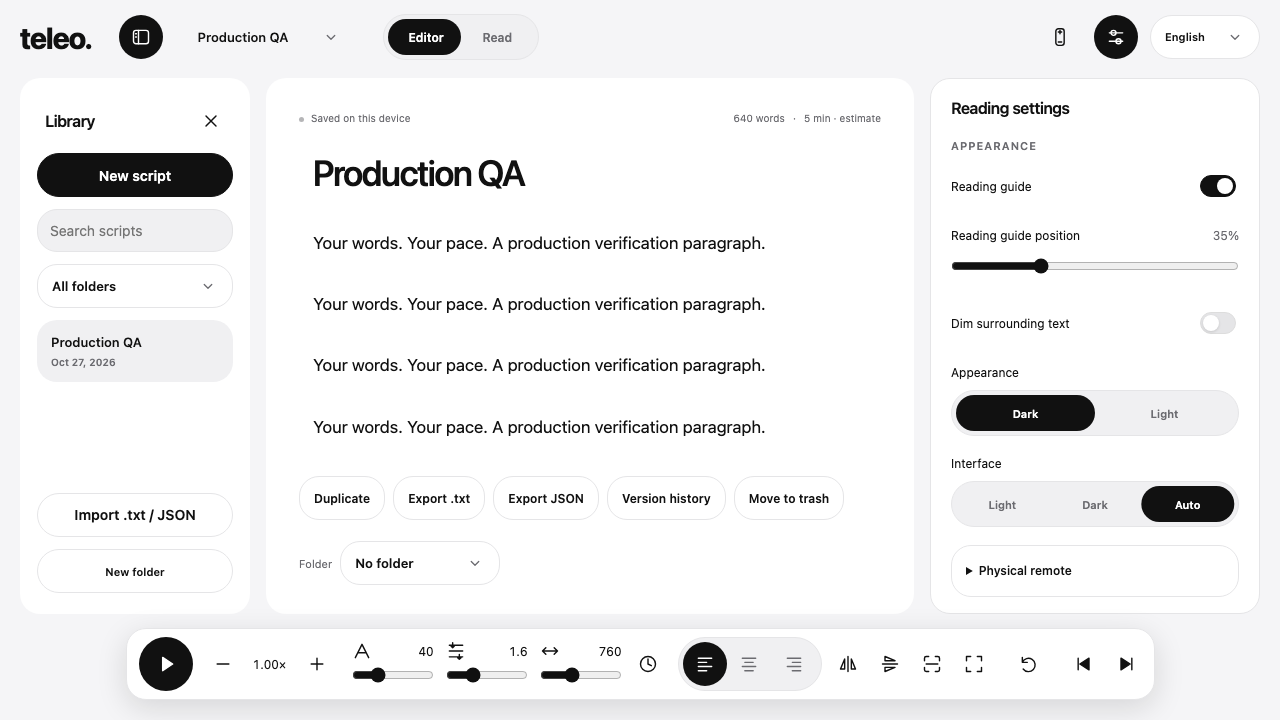 teleo.
Production QA
Editor
Read
English
Library
New script
Search scripts
All folders
Production QA
Oct 27, 2026
Import .txt / JSON
New folder
Saved on this device
640 words · 5 min · estimate
Production QA
Your words. Your pace. A production verification paragraph.
Your words. Your pace. A production verification paragraph.
Your words. Your pace. A production verification paragraph.
Your words. Your pace. A production verification paragraph.
Duplicate
Export .txt
Export JSON
Version history
Move to trash
Folder
No folder
Reading settings
APPEARANCE
Reading guide
Reading guide position
35%
Dim surrounding text
Appearance
Dark
Light
Interface
Light
Dark
Auto
Physical remote
1.00×
40
1.6
760